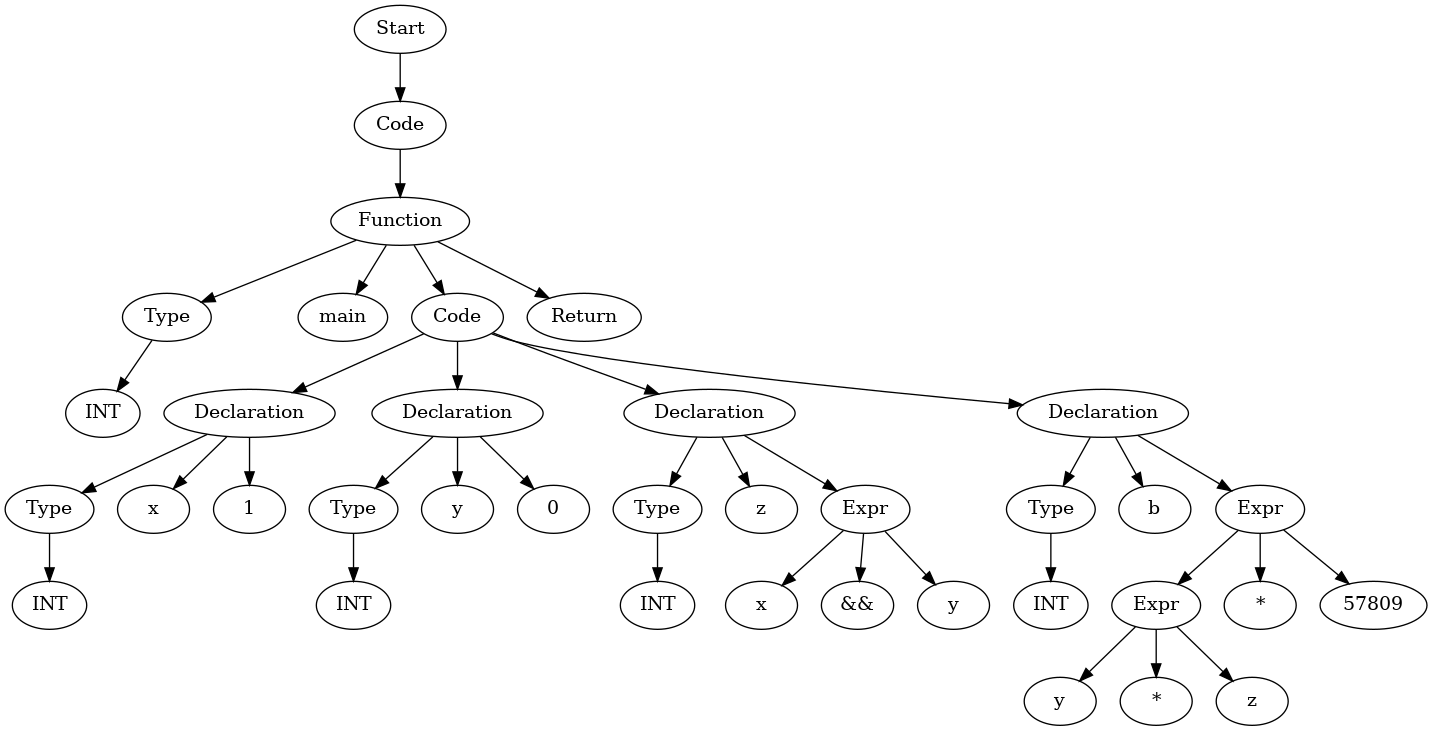 Start
Code
Function
Type main Code Return
INT Declaration Declaration Declaration Declaration
Type x 1 Type y 0 Type z Expr Type b Expr
INT INT INT x && y INT Expr * 57809
y * z